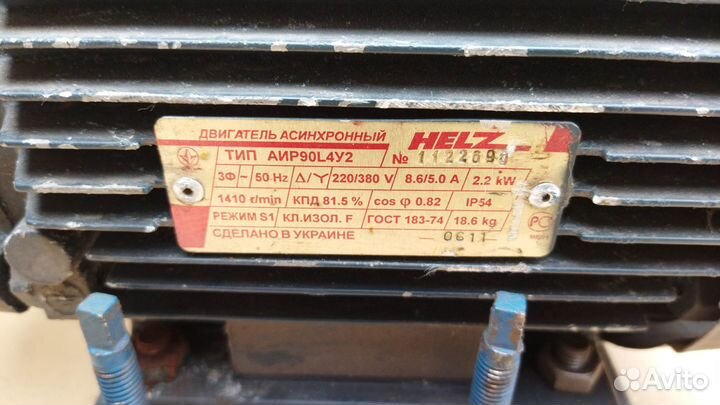 ДВИГАТЕЛЬ АСИНХРОННЫЙ HELZ
ТИП АИР90L4У2 №
3Ф ~ 50 Hz Δ/Y 220/380 V 8.6/5.0 A 2.2 kW
1410 r/min КПД 81.5 % cos φ 0.82 IP54
РЕЖИМ S1 КЛ.ИЗОЛ. F ГОСТ 183-74 18.6 kg
СДЕЛАНО В УКРАИНЕ 0611
РС
Avito